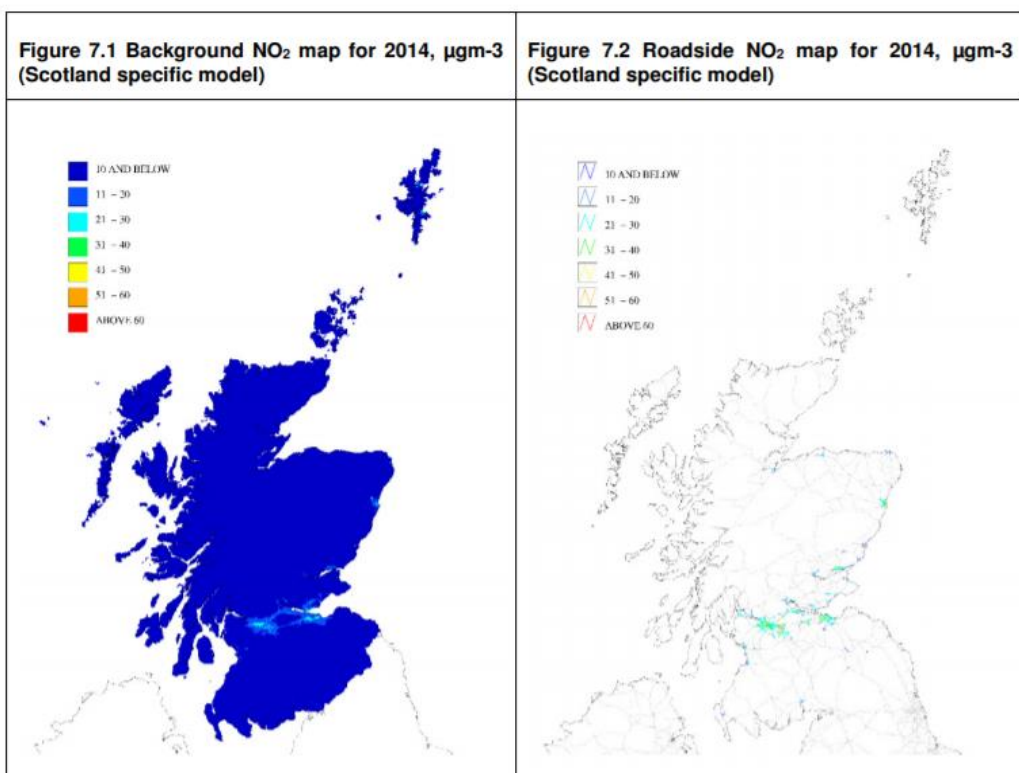 Figure 7.1 Background NO₂ map for 2014, µgm-3
(Scotland specific model)
Figure 7.2 Roadside NO₂ map for 2014, µgm-3
(Scotland specific model)
10 AND BELOW
11 – 20
21 – 30
31 – 40
41 – 50
51 – 60
ABOVE 60
10 AND BELOW
11 – 20
21 – 30
31 – 40
41 – 50
51 – 60
ABOVE 60